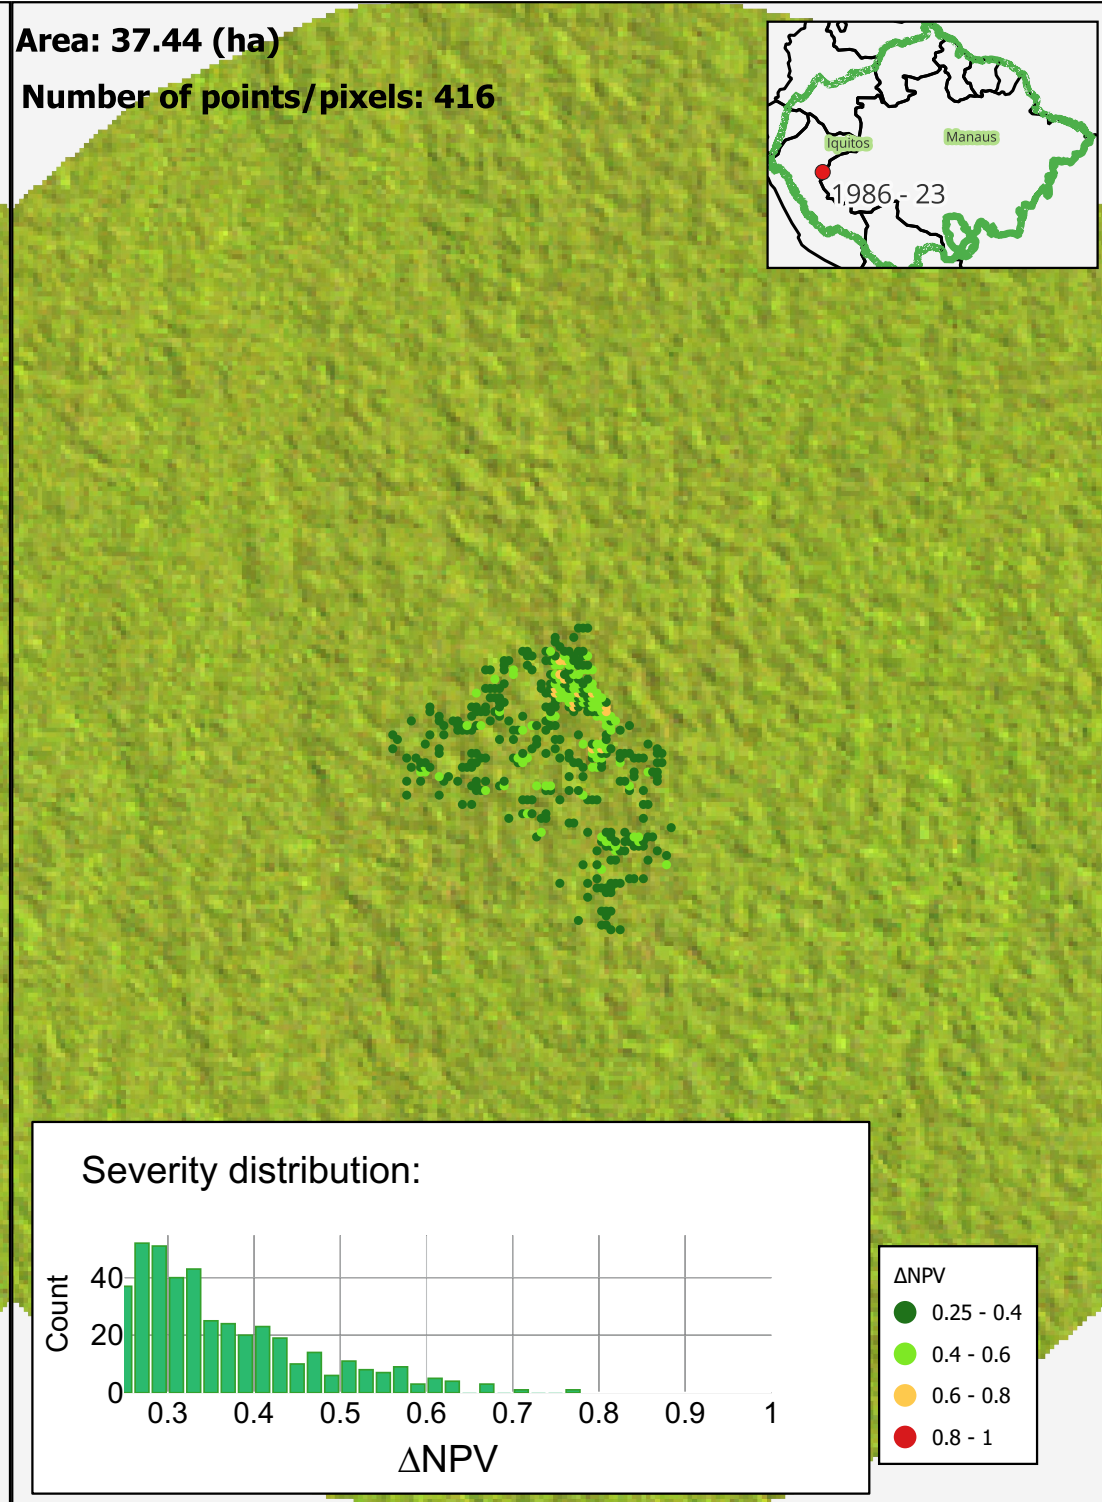 Area: 37.44 (ha)
Number of points/pixels: 416
Iquitos
Manaus
1986 - 23
Severity distribution:
Count
40
20
0
0.3 0.4 0.5 0.6 0.7 0.8 0.9 1
ΔNPV
ΔNPV
0.25 - 0.4
0.4 - 0.6
0.6 - 0.8
0.8 - 1